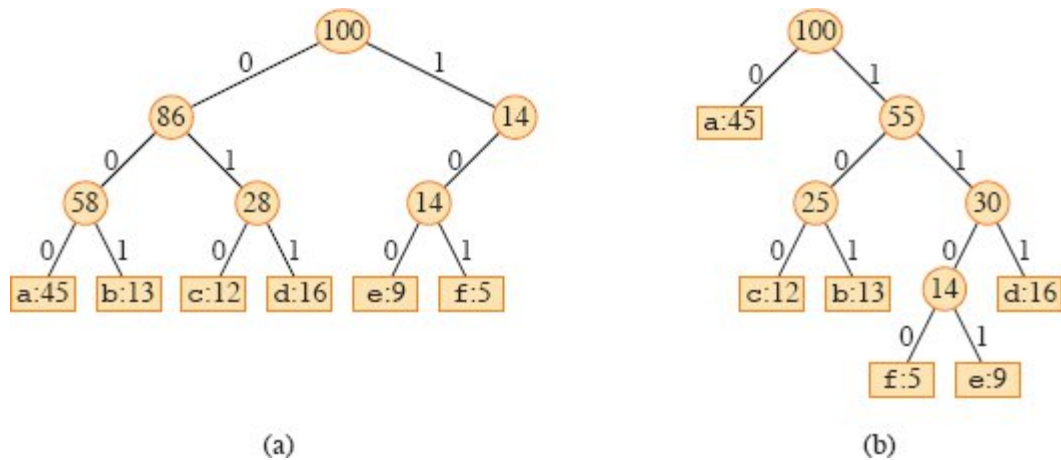 100 100
0 1 0 1
86 14 a:45 55
0 1 0 0 1
58 28 14 25 30
0 1 0 1 0 1 0 1 0 1
a:45 b:13 c:12 d:16 e:9 f:5 c:12 b:13 14 d:16
0 1
f:5 e:9
(a) (b)